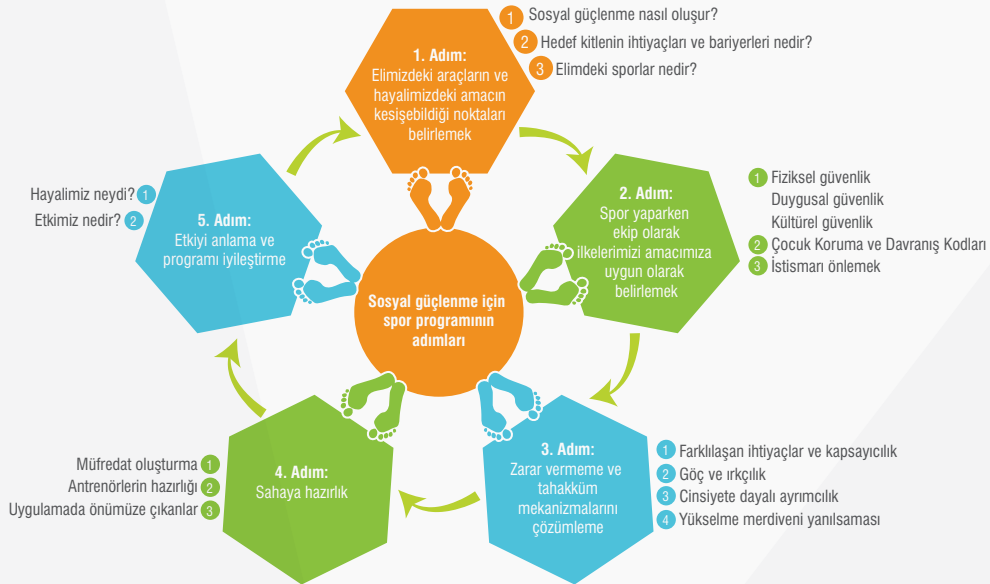 1. Adım:
Elimizdeki araçların ve
hayalimizdeki amacın
kesişebildiği noktaları
belirlemek
1 Sosyal güçlenme nasıl oluşur?
2 Hedef kitlenin ihtiyaçları ve bariyerleri nedir?
3 Elimdeki sporlar nedir?
2. Adım:
Spor yaparken
ekip olarak
ilkelerimizi amacımıza
uygun olarak
belirlemek
1 Fiziksel güvenlik
Duygusal güvenlik
Kültürel güvenlik
2 Çocuk Koruma ve Davranış Kodları
3 İstismarı önlemek
3. Adım:
Zarar vermeme ve
tahakküm
mekanizmalarını
çözümleme
1 Farklılaşan ihtiyaçlar ve kapsayıcılık
2 Göç ve ırkçılık
3 Cinsiyete dayalı ayrımcılık
4 Yükselme merdiveni yanılsaması
4. Adım:
Sahaya hazırlık
Müfredat oluşturma 1
Antrenörlerin hazırlığı 2
Uygulamada önümüze çıkanlar 3
5. Adım:
Etkiyi anlama ve
programı iyileştirme
Hayalimiz neydi? 1
Etkimiz nedir? 2
Sosyal güçlenme için
spor programının
adımları